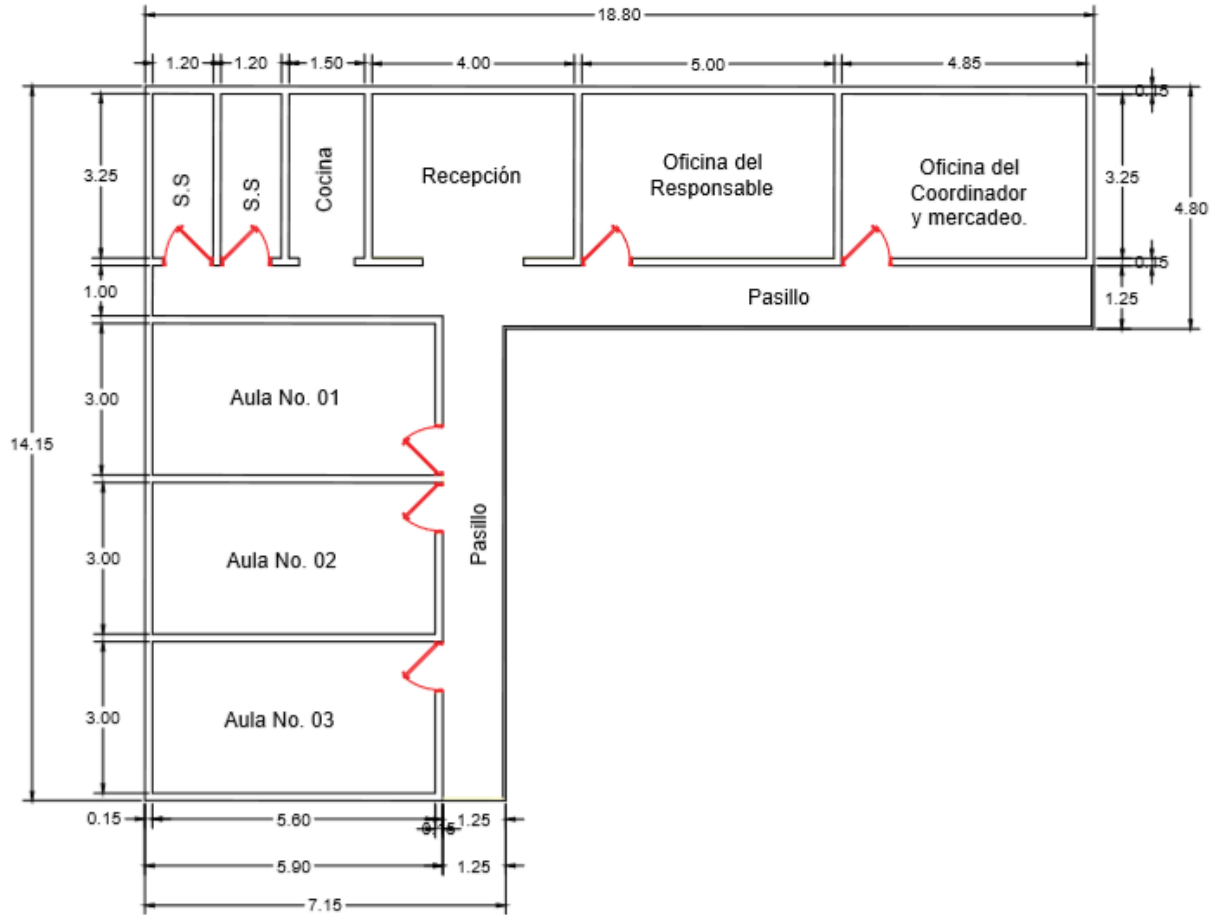 18.80
1.20
1.20
1.50
4.00
5.00
4.85
0.15
3.25
S.S
S.S
Cocina
Recepción
Oficina del
Responsable
Oficina del
Coordinador
y mercadeo.
3.25
4.80
0.15
1.00
Pasillo
1.25
3.00
Aula No. 01
14.15
3.00
Aula No. 02
Pasillo
3.00
Aula No. 03
0.15
5.60
0.15
1.25
5.90
1.25
7.15